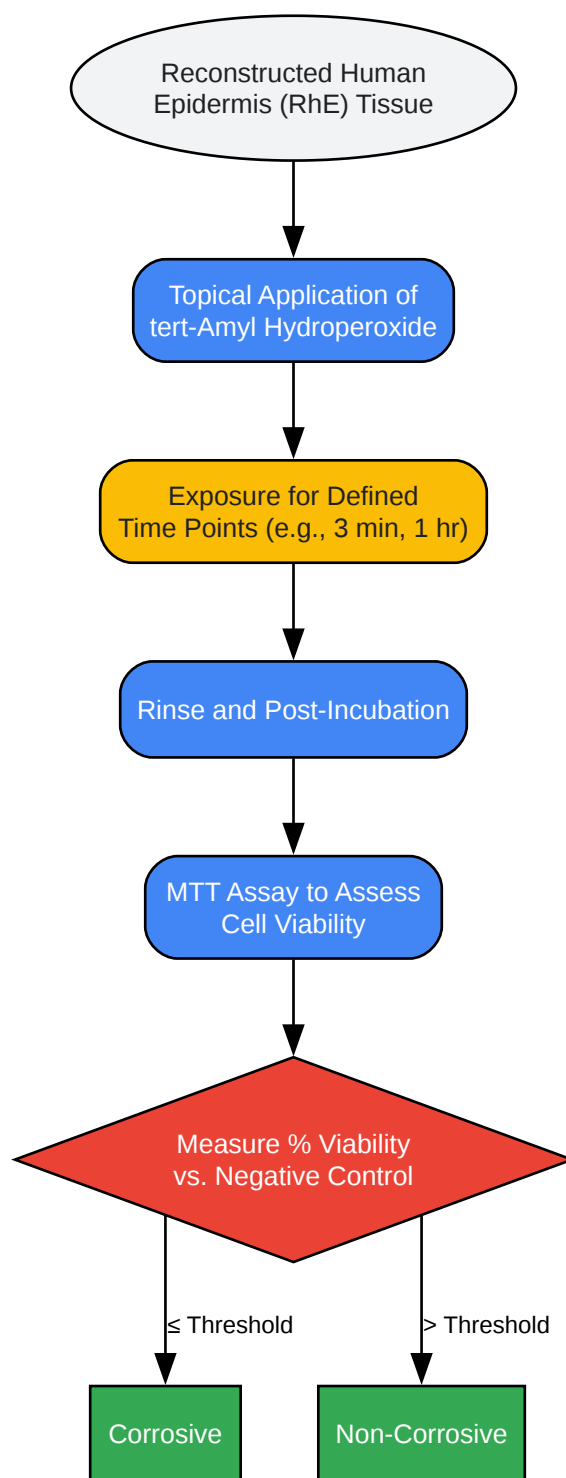 Reconstructed Human
Epidermis (RhE) Tissue
Topical Application of
tert-Amyl Hydroperoxide
Exposure for Defined
Time Points (e.g., 3 min, 1 hr)
Rinse and Post-Incubation
MTT Assay to Assess
Cell Viability
Measure % Viability
vs. Negative Control
≤ Threshold
> Threshold
Corrosive
Non-Corrosive